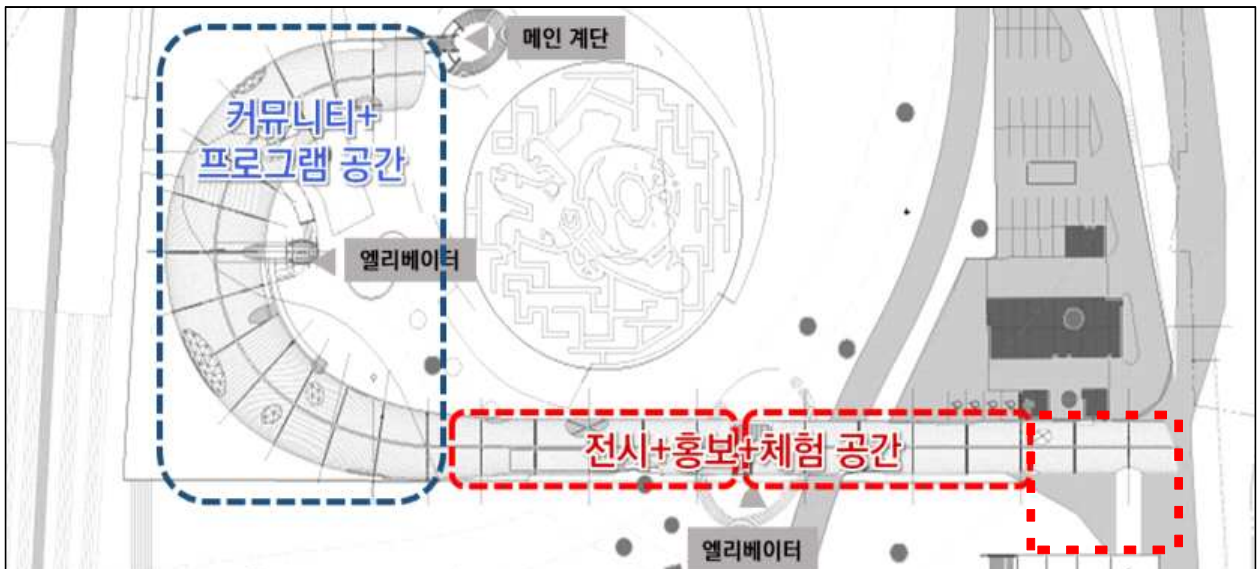 메인 계단
커뮤니티+
프로그램 공간
엘리베이터
전시+홍보+체험 공간
엘리베이터